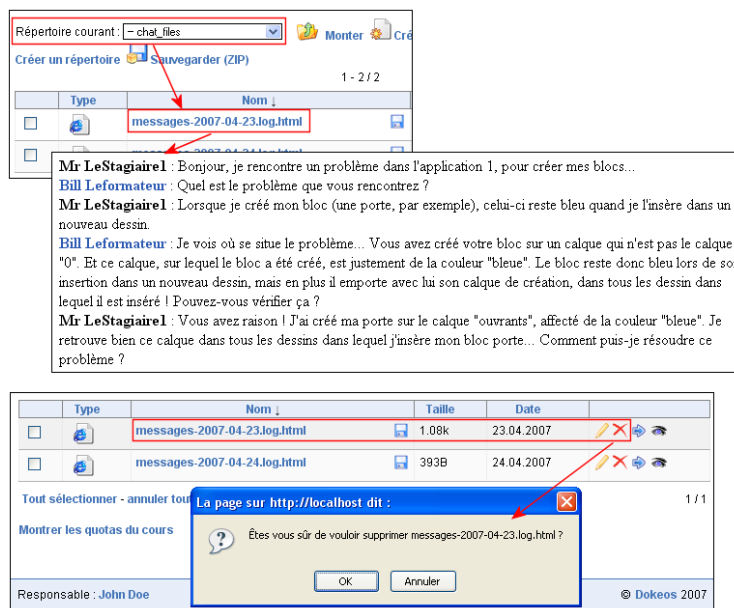 Répertoire courant : – chat_files Monter Cré
Créer un répertoire Sauvegarder (ZIP)
1 - 2 / 2
Type Nom ↓
messages-2007-04-23.log.html
Mr LeStagiaire1 : Bonjour, je rencontre un problème dans l'application 1, pour créer mes blocs...
Bill Leformateur : Quel est le problème que vous rencontrez ?
Mr LeStagiaire1 : Lorsque je créé mon bloc (une porte, par exemple), celui-ci reste bleu quand je l'insère dans un
nouveau dessin.
Bill Leformateur : Je vois où se situe le problème... Vous avez créé votre bloc sur un calque qui n'est pas le calque
"0". Et ce calque, sur lequel le bloc a été créé, est justement de la couleur "bleue". Le bloc reste donc bleu lors de so
insertion dans un nouveau dessin, mais en plus il emporte avec lui son calque de création, dans tous les dessin dans
lequel il est inséré ! Pouvez-vous vérifier ça ?
Mr LeStagiaire1 : Vous avez raison ! J'ai créé ma porte sur le calque "ouvrants", affecté de la couleur "bleue". Je
retrouve bien ce calque dans tous les dessins dans lequel j'insère mon bloc porte... Comment puis-je résoudre ce
problème ?
Type Nom ↓ Taille Date
messages-2007-04-23.log.html 1.08k 23.04.2007
messages-2007-04-24.log.html 393B 24.04.2007
Tout sélectionner - annuler tout 1 / 1
Montrer les quotas du cours
La page sur http://localhost dit :
Êtes vous sûr de vouloir supprimer messages-2007-04-23.log.html ?
OK Annuler
Responsable : John Doe © Dokeos 2007